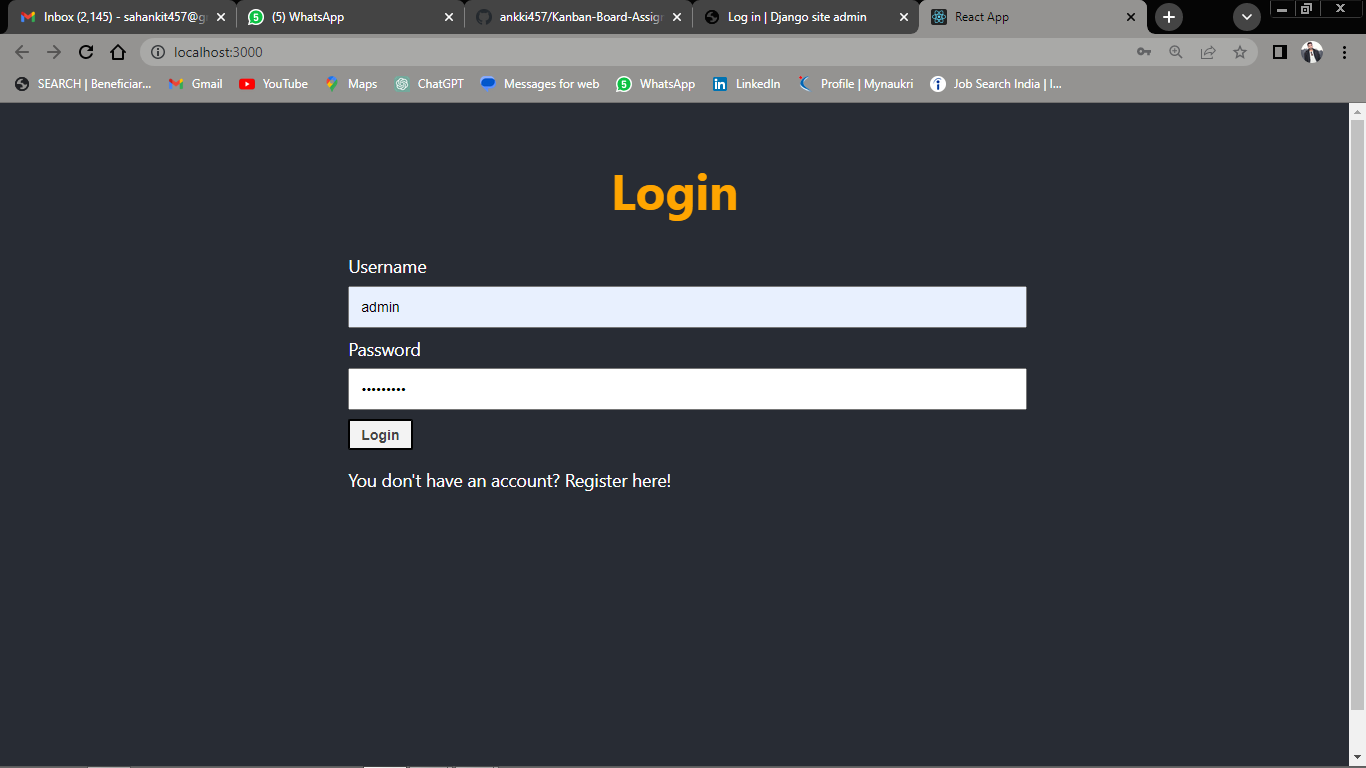 Inbox (2,145) - sahankit457@g
(5) WhatsApp
ankki457/Kanban-Board-Assig
Log in | Django site admin
React App
localhost:3000
SEARCH | Beneficiar...
Gmail
YouTube
Maps
ChatGPT
Messages for web
WhatsApp
LinkedIn
Profile | Mynaukri
Job Search India | I...
Login
Username
admin
Password
•••••••••
Login
You don't have an account? Register here!